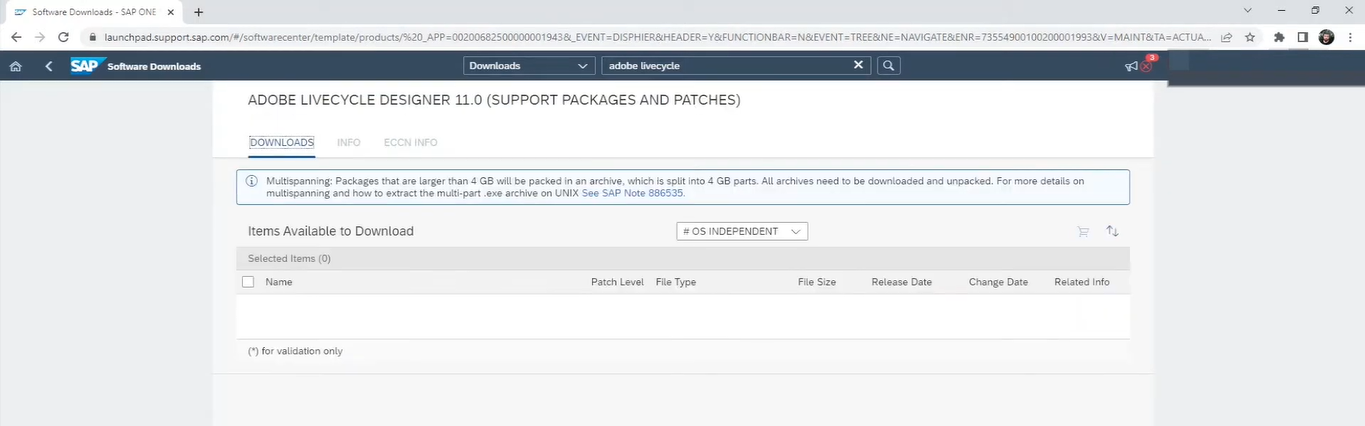 Software Downloads - SAP ONE
launchpad.support.sap.com/#/softwarecenter/template/products/%20_APP=00200682500000001943&_EVENT=DISPHIER&HEADER=Y&FUNCTIONBAR=N&EVENT=TREE&NE=NAVIGATE&ENR=73554900100200001993&V=MAINT&TA=ACTUA...
SAP Software Downloads Downloads adobe livecycle 3
ADOBE LIVECYCLE DESIGNER 11.0 (SUPPORT PACKAGES AND PATCHES)
DOWNLOADS INFO ECCN INFO
Multispanning: Packages that are larger than 4 GB will be packed in an archive, which is split into 4 GB parts. All archives need to be downloaded and unpacked. For more details on
multispanning and how to extract the multi-part .exe archive on UNIX See SAP Note 886535.
Items Available to Download # OS INDEPENDENT
Selected Items (0)
Name Patch Level File Type File Size Release Date Change Date Related Info
(*) for validation only